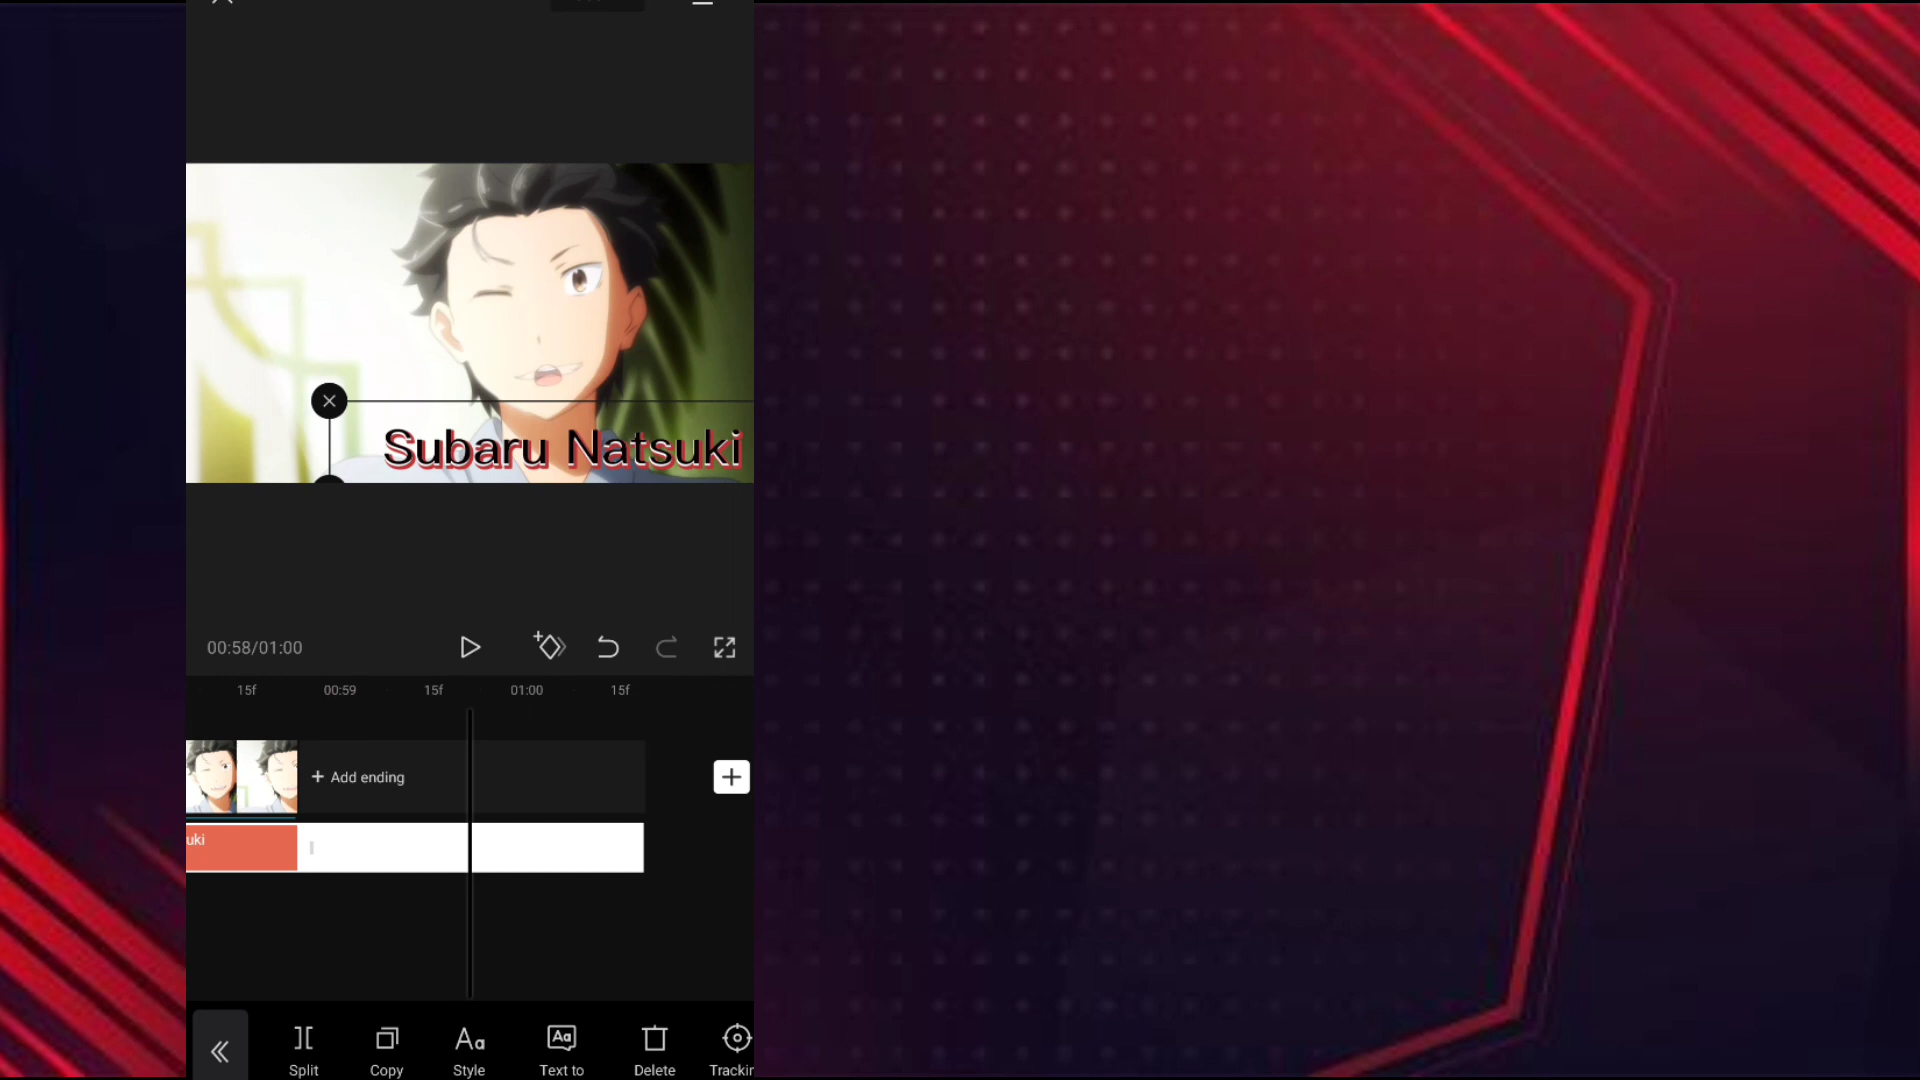 Subaru Natsuki
00:58/01:00
15f 00:59 15f 01:00 15f
+ Add ending
uki
Split Copy Style Text to Delete Trackin